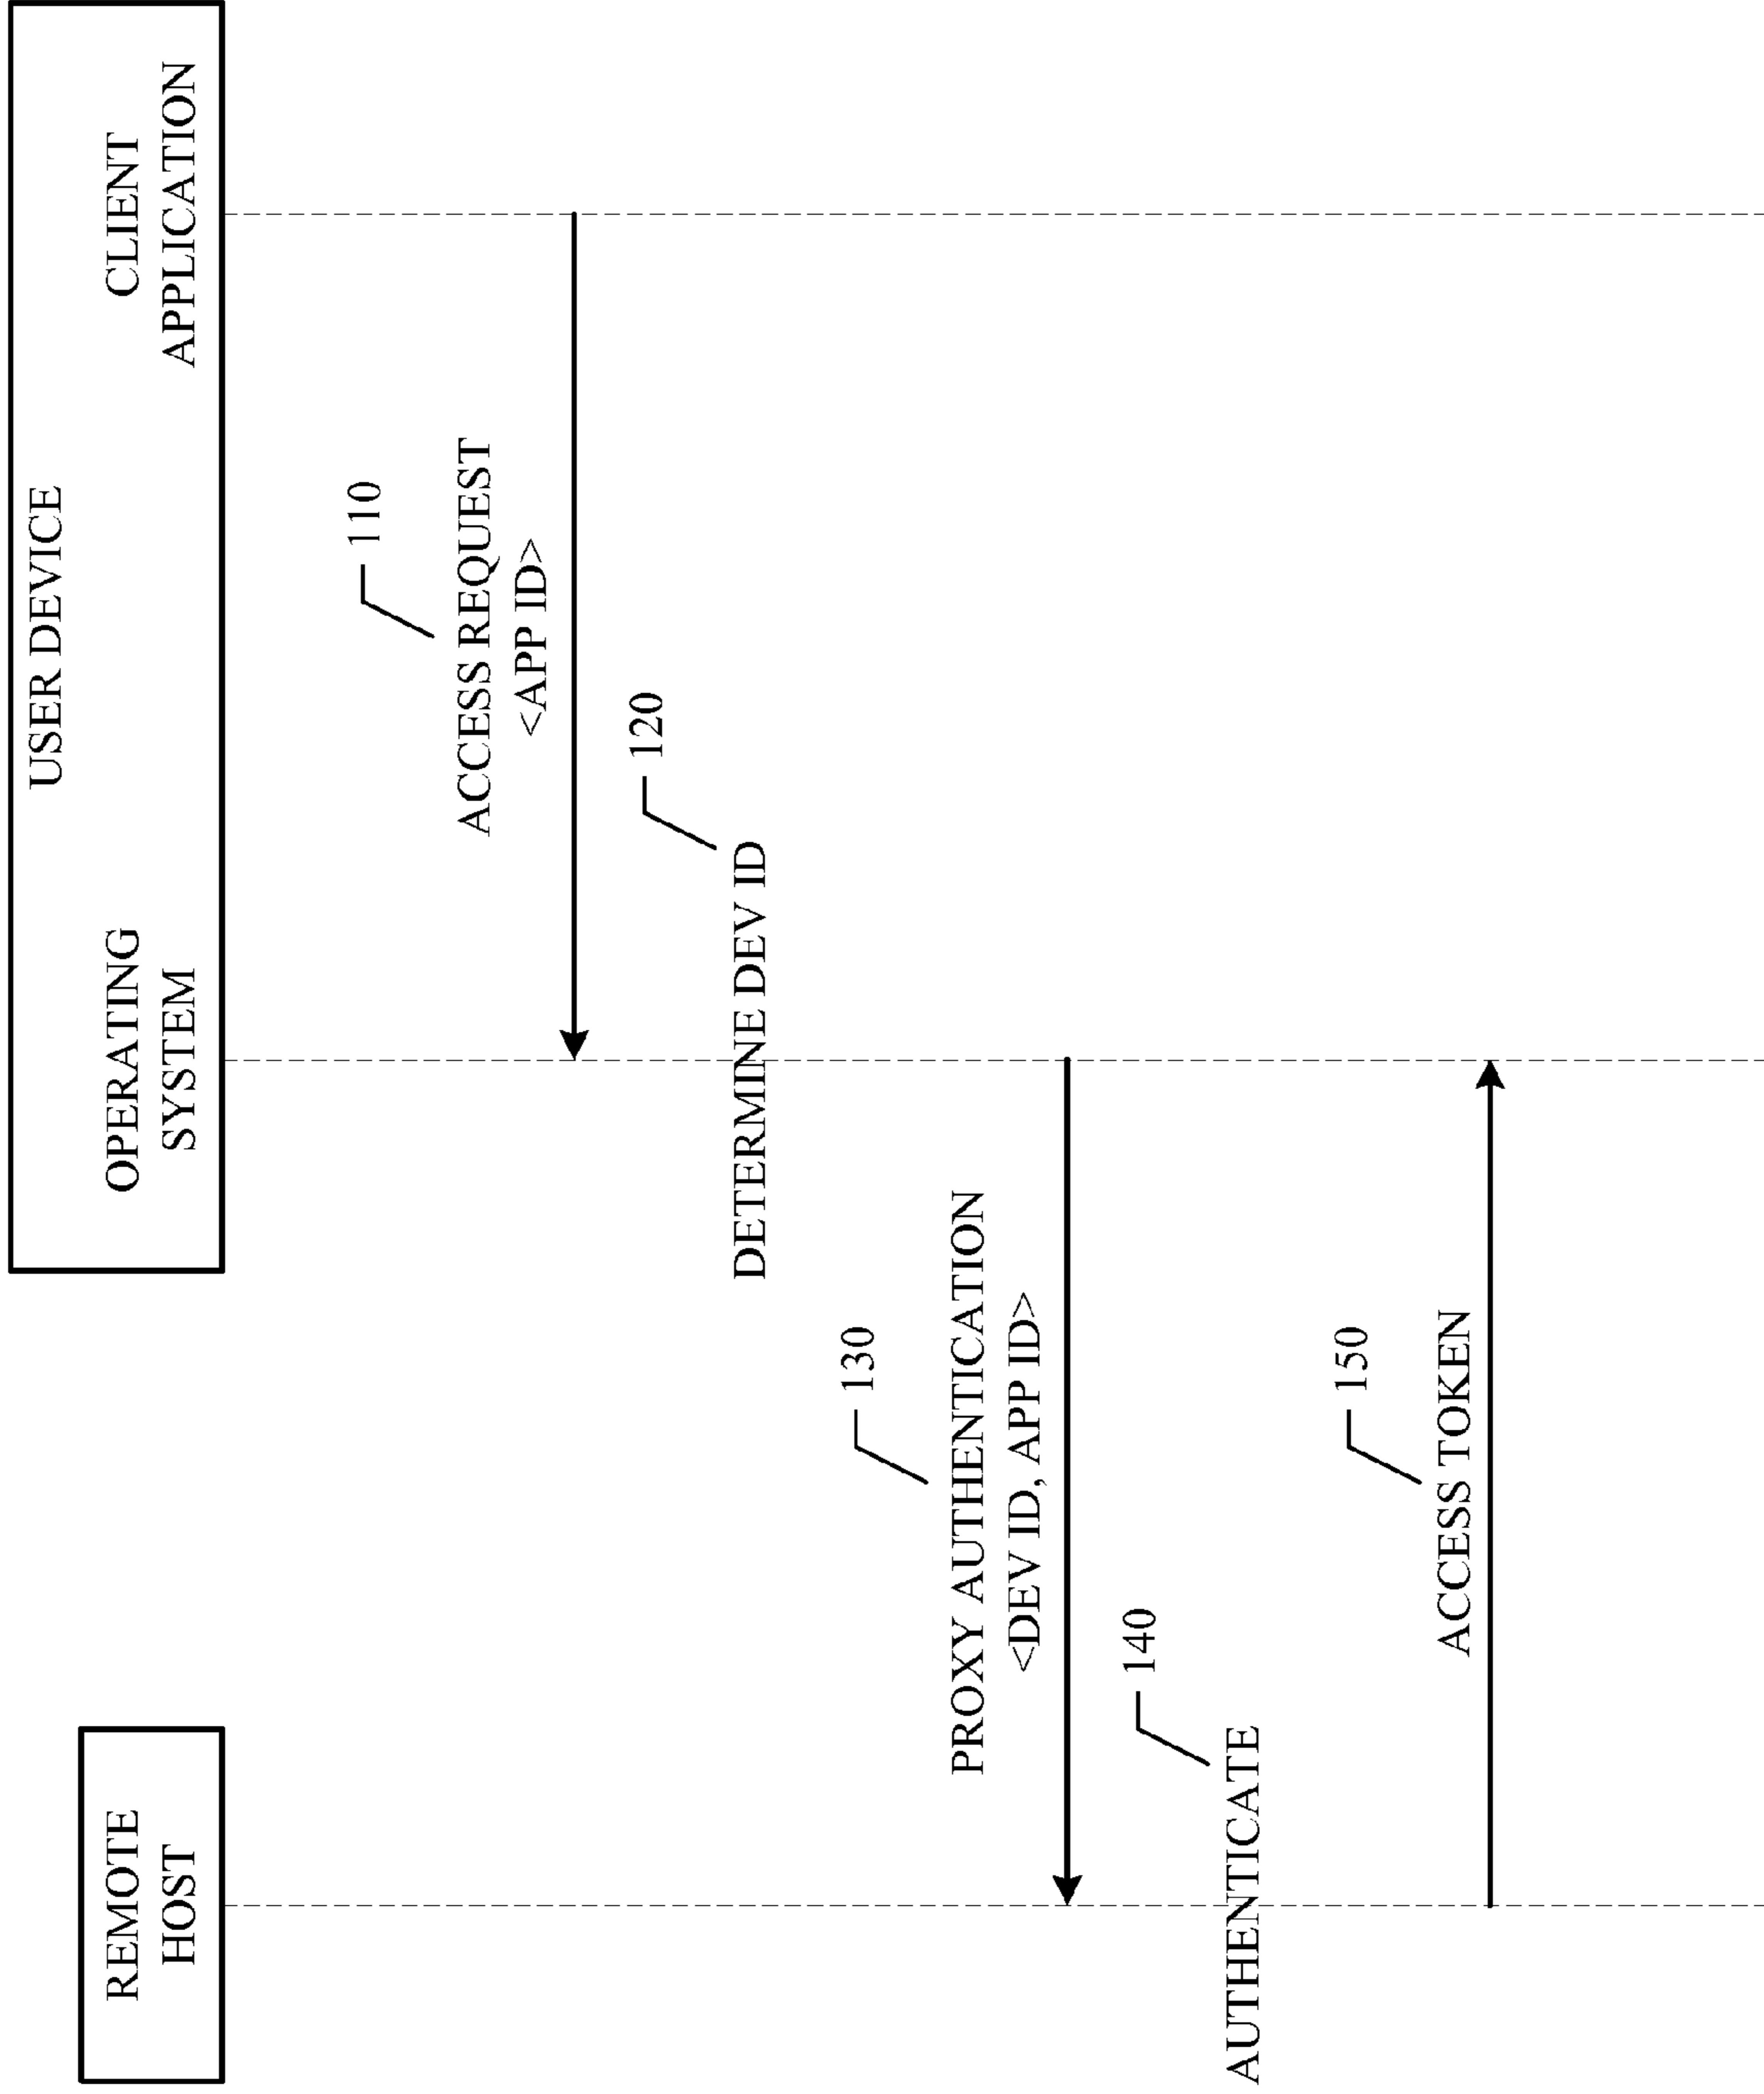 REMOTE
HOST
USER DEVICE
OPERATING
SYSTEM
CLIENT
APPLICATION
110
ACCESS REQUEST
<APP ID>
120
DETERMINE DEV ID
130
PROXY AUTHENTICATION
<DEV ID, APP ID>
140
AUTHENTICATE
150
ACCESS TOKEN